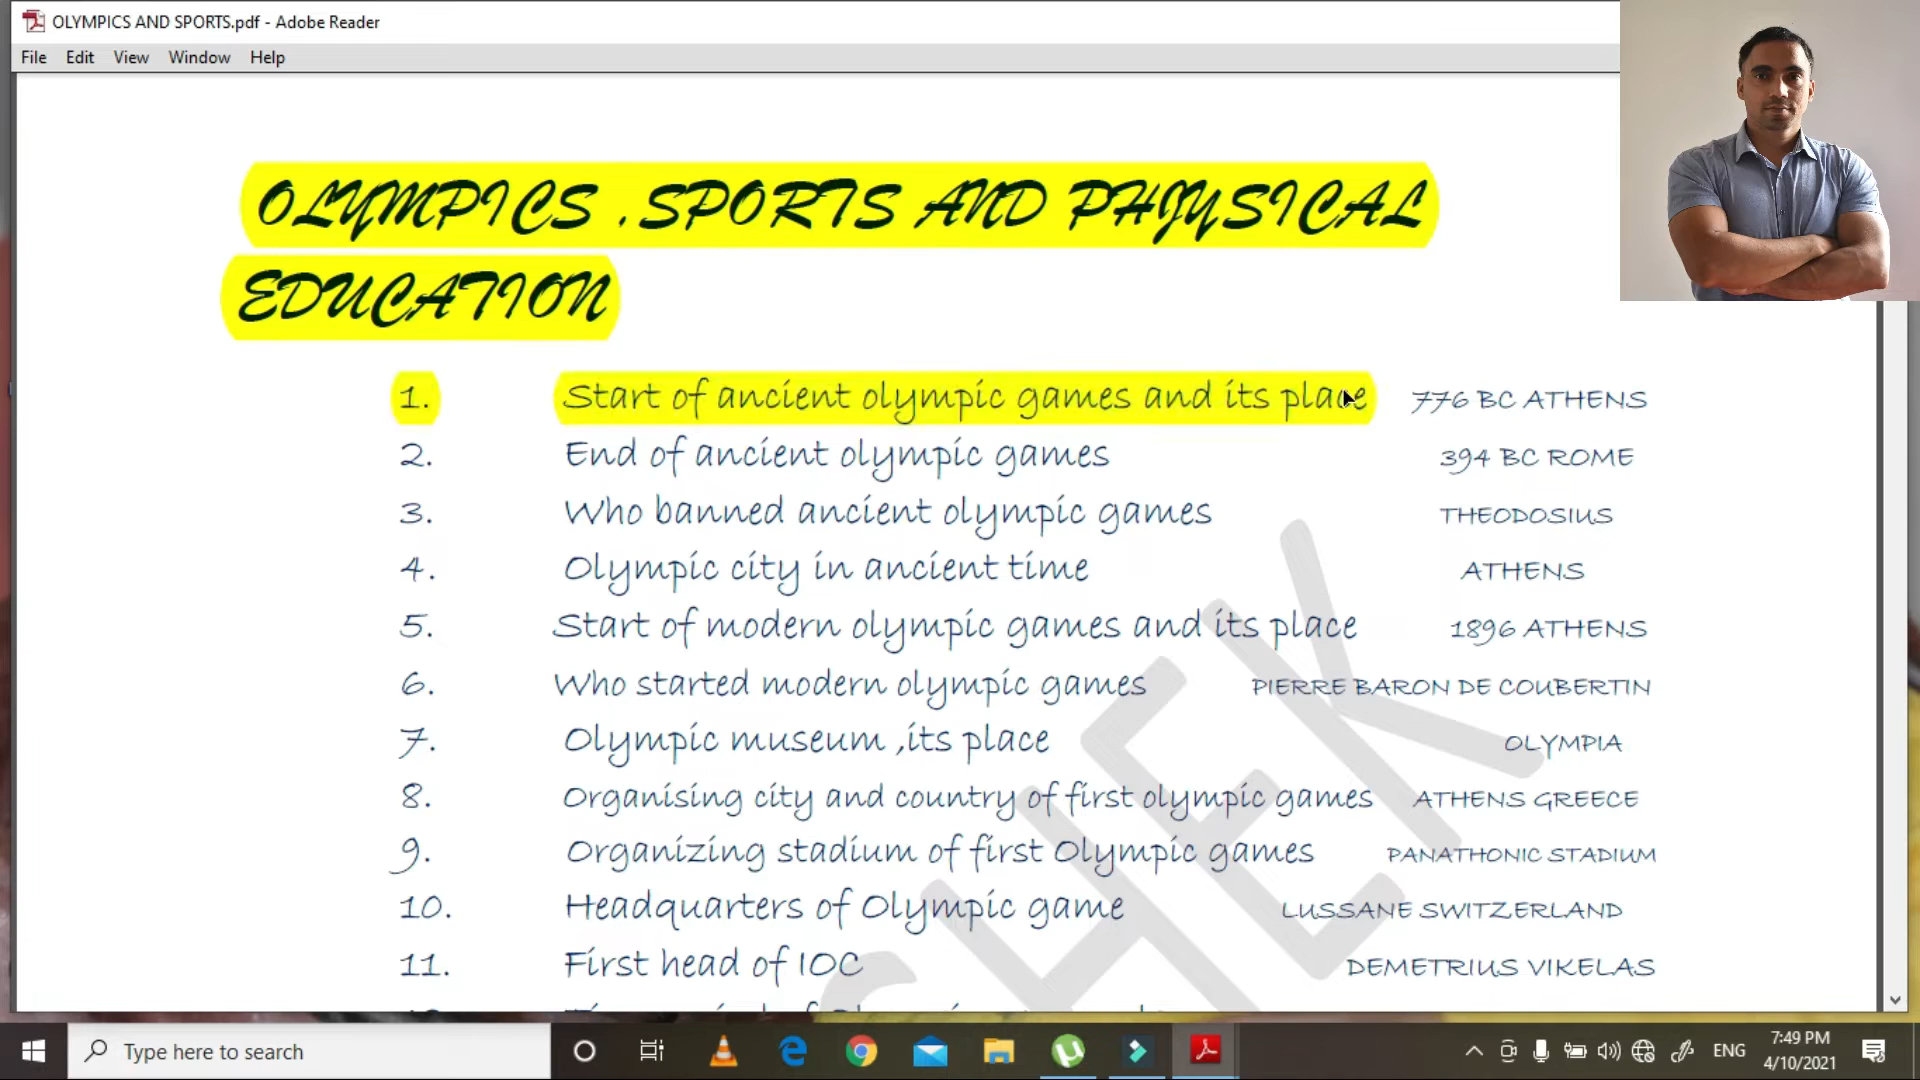 OLYMPICS AND SPORTS.pdf - Adobe Reader
File Edit View Window Help
OLYMPICS ,SPORTS AND PHYSICAL
EDUCATION
1. Start of ancient olympic games and its place 776 BC ATHENS
2. End of ancient olympic games 394 BC ROME
3. Who banned ancient olympic games THEODOSIUS
4. Olympic city in ancient time ATHENS
5. Start of modern olympic games and its place 1896 ATHENS
6. Who started modern olympic games PIERRE BARON DE COUBERTIN
7. Olympic museum ,its place OLYMPIA
8. Organising city and country of first olympic games ATHENS GREECE
9. Organizing stadium of first Olympic games PANATHONIC STADIUM
10. Headquarters of Olympic game LUSSANE SWITZERLAND
11. First head of IOC DEMETRIUS VIKELAS
Type here to search
ENG
7:49 PM
4/10/2021